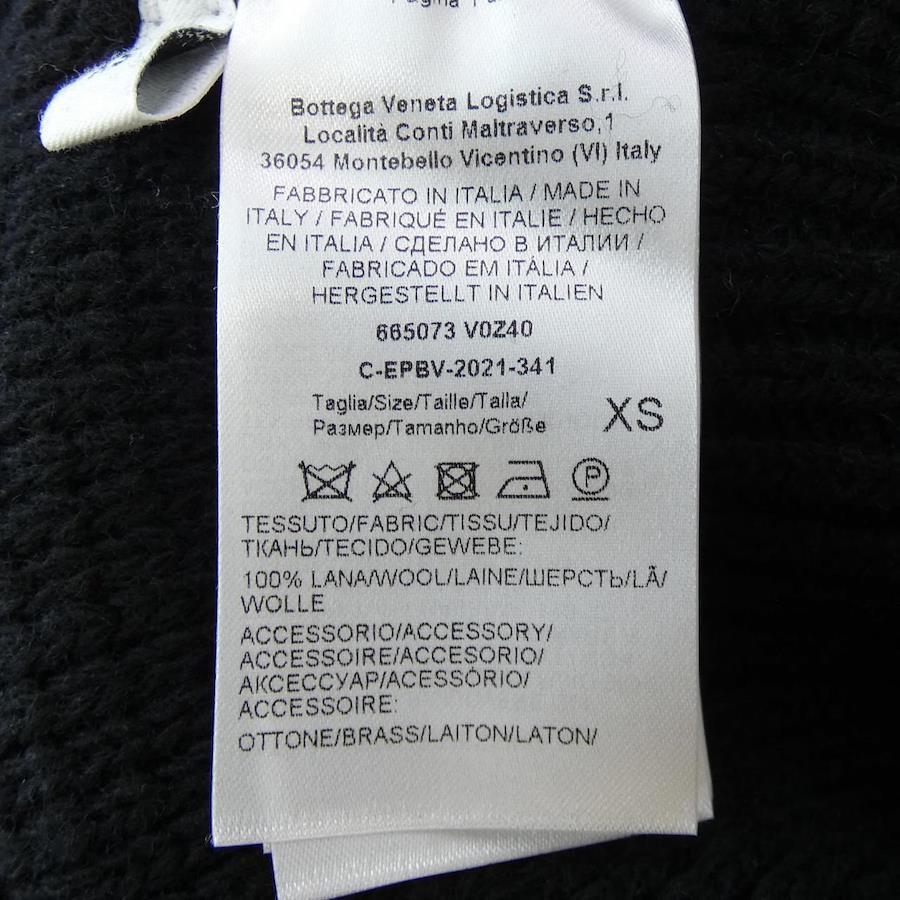 Bottega Veneta Logistica S.r.l.
Località Conti Maltraverso,1
36054 Montebello Vicentino (VI) Italy
FABBRICATO IN ITALIA / MADE IN
ITALY / FABRIQUÉ EN ITALIE / HECHO
EN ITALIA / СДЕЛАНО В ИТАЛИИ /
FABRICADO EM ITÁLIA /
HERGESTELLT IN ITALIEN
665073 V0Z40
C-EPBV-2021-341
Taglia/Size/Taille/Talla/
Размер/Tamanho/Größe
XS
P
TESSUTO/FABRIC/TISSU/TEJIDO/
ТКАНЬ/TECIDO/GEWEBE:
100% LANA/WOOL/LAINE/ШЕРСТЬ/LÃ/
WOLLE
ACCESSORIO/ACCESSORY/
ACCESSOIRE/ACCESORIO/
АКСЕССУАР/ACESSÓRIO/
ACCESSOIRE:
OTTONE/BRASS/LAITON/LATON/